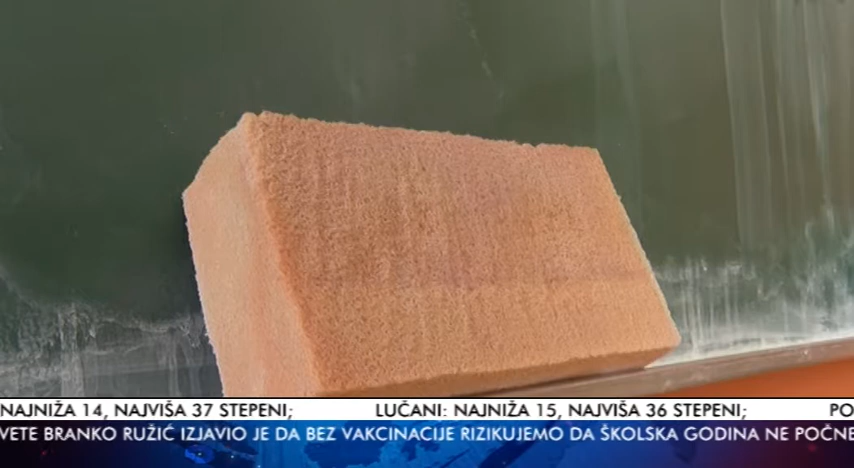 NAJNIŽA 14, NAJVIŠA 37 STEPENI; LUČANI: NAJNIŽA 15, NAJVIŠA 36 STEPENI; PO
VETE BRANKO RUŽIĆ IZJAVIO JE DA BEZ VAKCINACIJE RIZIKUJEMO DA ŠKOLSKA GODINA NE POČNE